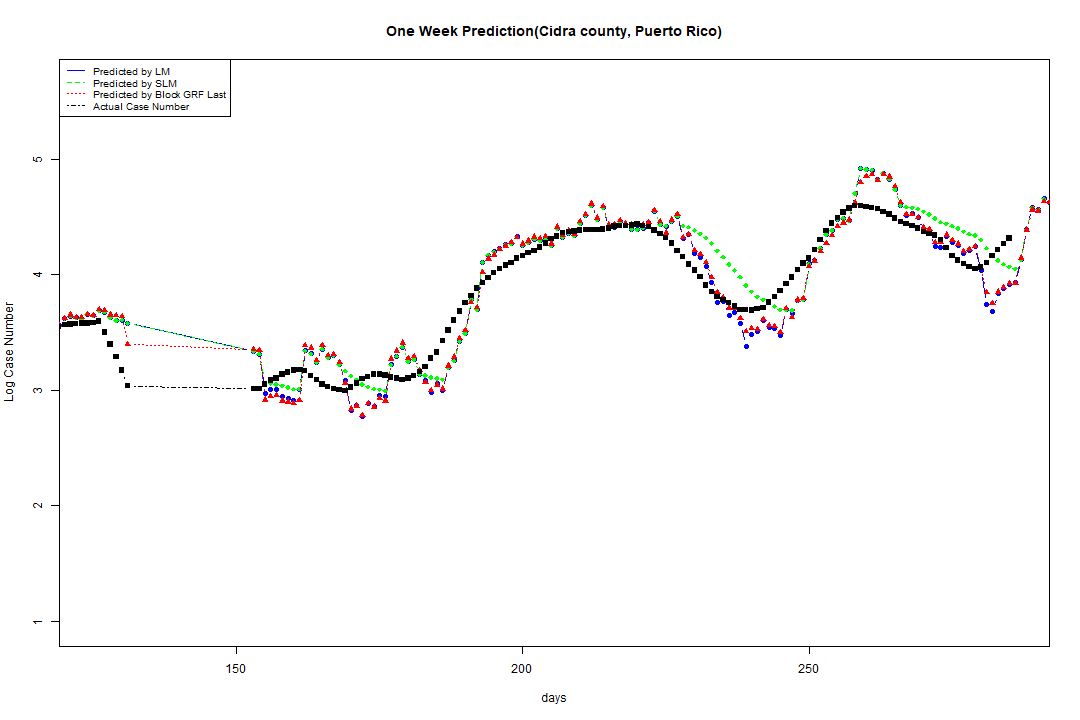 One Week Prediction(Cidra county, Puerto Rico)
Predicted by LM
Predicted by SLM
Predicted by Block GRF Last
Actual Case Number
5
4
3
2
1
Log Case Number
150 200 250
days